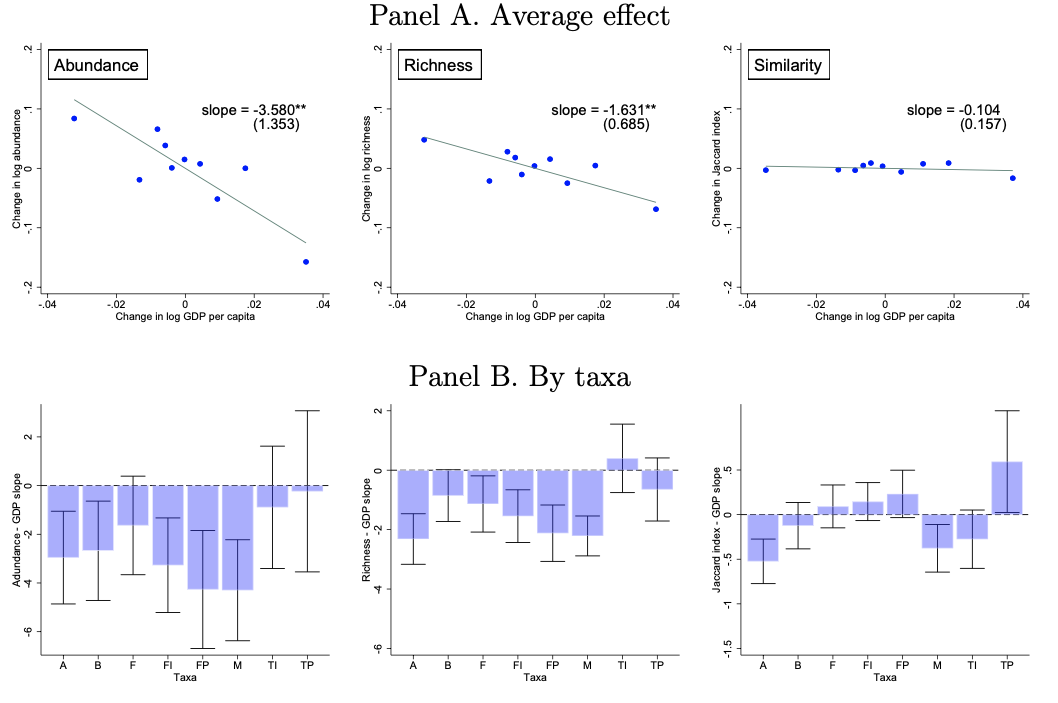 Panel A. Average effect
Abundance
slope = -3.580**
(1.353)
Change in log abundance
.2
.1
0
-.1
-.2
-.04
-.02
0
.02
.04
Change in log GDP per capita
Richness
slope = -1.631**
(0.685)
Change in log richness
.2
.1
0
-.1
-.2
-.04
-.02
0
.02
.04
Change in log GDP per capita
Similarity
slope = -0.104
(0.157)
Change in Jaccard index
.2
.1
0
-.1
-.2
-.04
-.02
0
.02
.04
Change in log GDP per capita
Panel B. By taxa
Adundance - GDP slope
2
0
-2
-4
-6
A B F FI FP M TI TP
Taxa
Richness - GDP slope
2
0
-2
-4
-6
A B F FI FP M TI TP
Taxa
Jaccard index - GDP slope
.5
0
-.5
-1
-1.5
A B F FI FP M TI TP
Taxa